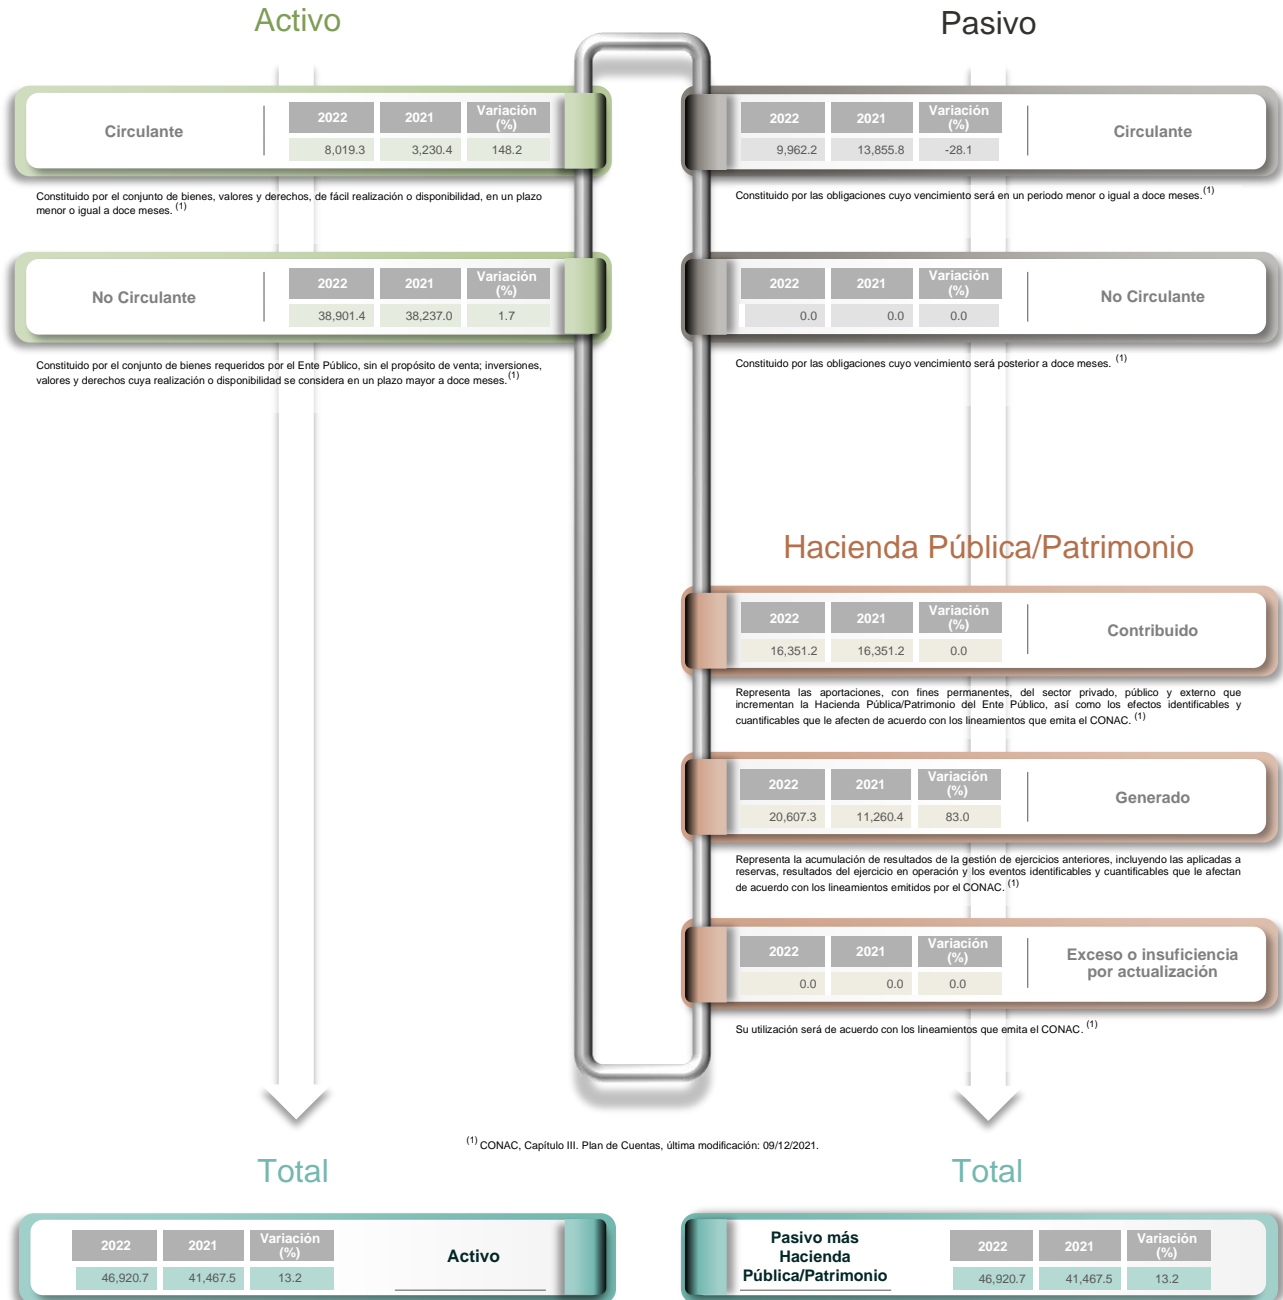 Activo
Circulante
2022 2021 Variación (%)
8,019.3 3,230.4 148.2
Constituido por el conjunto de bienes, valores y derechos, de fácil realización o disponibilidad, en un plazo
menor o igual a doce meses. (1)
No Circulante
2022 2021 Variación (%)
38,901.4 38,237.0 1.7
Constituido por el conjunto de bienes requeridos por el Ente Público, sin el propósito de venta; inversiones,
valores y derechos cuya realización o disponibilidad se considera en un plazo mayor a doce meses. (1)
Pasivo
2022 2021 Variación (%)
9,962.2 13,855.8 -28.1
Circulante
Constituido por las obligaciones cuyo vencimiento será en un periodo menor o igual a doce meses. (1)
2022 2021 Variación (%)
0.0 0.0 0.0
No Circulante
Constituido por las obligaciones cuyo vencimiento será posterior a doce meses. (1)
Hacienda Pública/Patrimonio
2022 2021 Variación (%)
16,351.2 16,351.2 0.0
Contribuido
Representa las aportaciones, con fines permanentes, del sector privado, público y externo que
incrementan la Hacienda Pública/Patrimonio del Ente Público, así como los efectos identificables y
cuantificables que le afecten de acuerdo con los lineamientos que emita el CONAC. (1)
2022 2021 Variación (%)
20,607.3 11,260.4 83.0
Generado
Representa la acumulación de resultados de la gestión de ejercicios anteriores, incluyendo las aplicadas a
reservas, resultados del ejercicio en operación y los eventos identificables y cuantificables que le afectan
de acuerdo con los lineamientos emitidos por el CONAC. (1)
2022 2021 Variación (%)
0.0 0.0 0.0
Exceso o insuficiencia
por actualización
Su utilización será de acuerdo con los lineamientos que emita el CONAC. (1)
(1) CONAC, Capítulo III. Plan de Cuentas, última modificación: 09/12/2021.
Total
2022 2021 Variación (%)
46,920.7 41,467.5 13.2
Activo
Total
Pasivo más
Hacienda
Pública/Patrimonio
2022 2021 Variación (%)
46,920.7 41,467.5 13.2